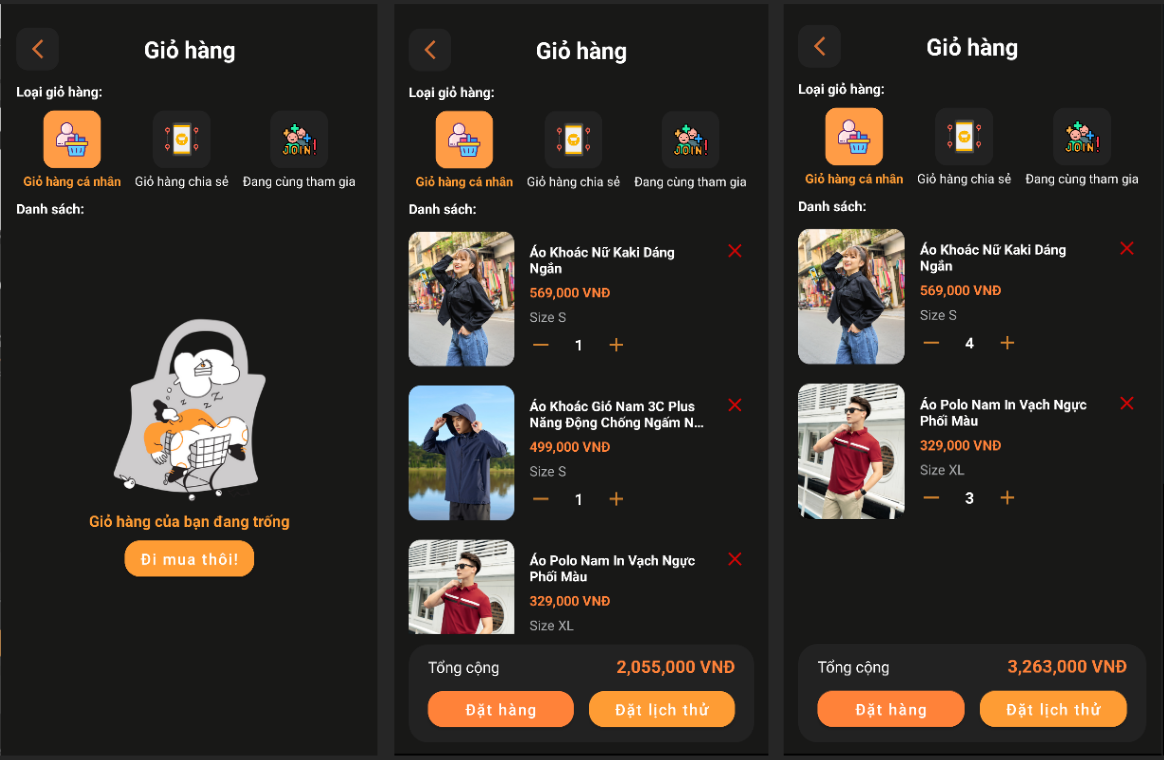 Giỏ hàng
Loại giỏ hàng:
JOIN!
Giỏ hàng cá nhân
Giỏ hàng chia sẻ
Đang cùng tham gia
Danh sách:
z z Z Z
Giỏ hàng của bạn đang trống
Đi mua thôi!
Giỏ hàng
Loại giỏ hàng:
JOIN!
Giỏ hàng cá nhân
Giỏ hàng chia sẻ
Đang cùng tham gia
Danh sách:
Áo Khoác Nữ Kaki Dáng
Ngắn
569,000 VNĐ
Size S
1
Áo Khoác Gió Nam 3C Plus
Năng Động Chống Ngấm N...
499,000 VNĐ
Size S
1
Áo Polo Nam In Vạch Ngực
Phối Màu
329,000 VNĐ
Size XL
Tổng cộng
2,055,000 VNĐ
Đặt hàng
Đặt lịch thử
Giỏ hàng
Loại giỏ hàng:
JOIN!
Giỏ hàng cá nhân
Giỏ hàng chia sẻ
Đang cùng tham gia
Danh sách:
Áo Khoác Nữ Kaki Dáng
Ngắn
569,000 VNĐ
Size S
4
Áo Polo Nam In Vạch Ngực
Phối Màu
329,000 VNĐ
Size XL
3
Tổng cộng
3,263,000 VNĐ
Đặt hàng
Đặt lịch thử